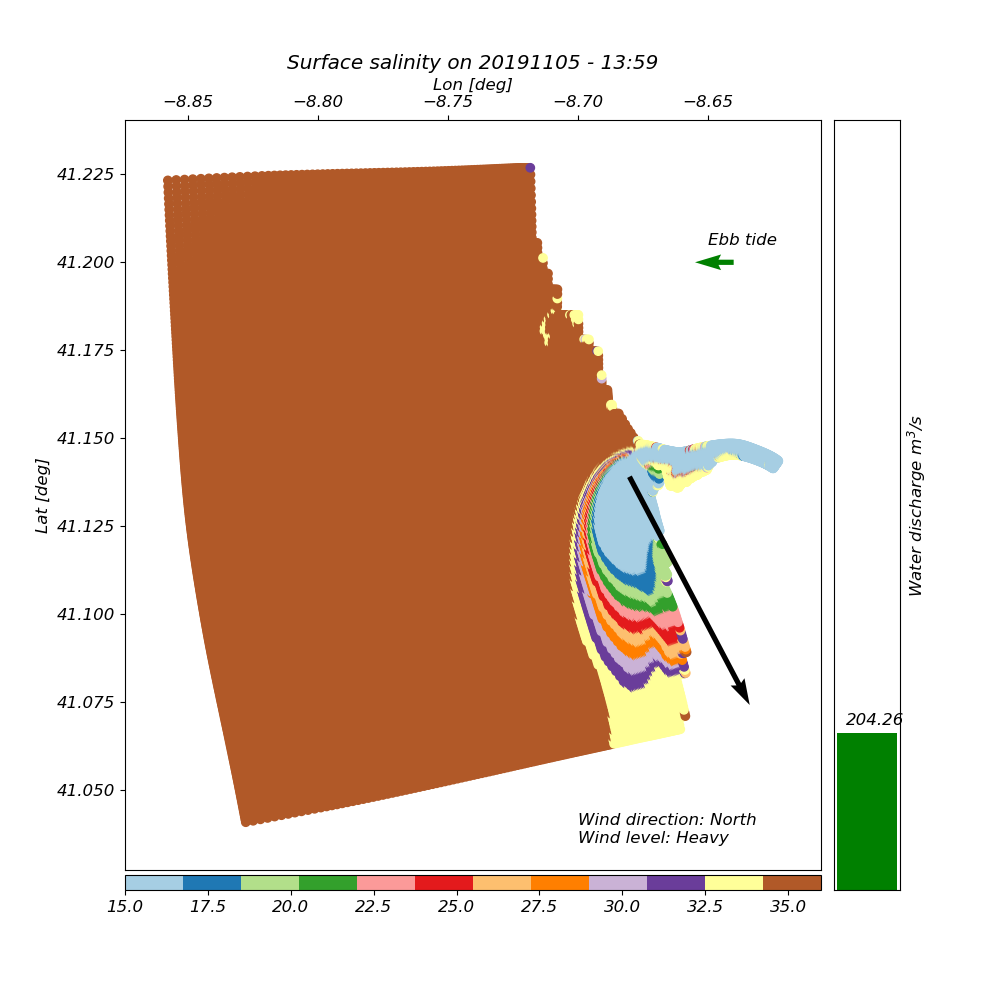 Surface salinity on 20191105 - 13:59
Lon [deg]
−8.85 −8.80 −8.75 −8.70 −8.65
41.225
41.200
41.175
41.150
41.125
41.100
41.075
41.050
Lat [deg]
Ebb tide
Wind direction: North
Wind level: Heavy
15.0 17.5 20.0 22.5 25.0 27.5 30.0 32.5 35.0
204.26
Water discharge m³/s